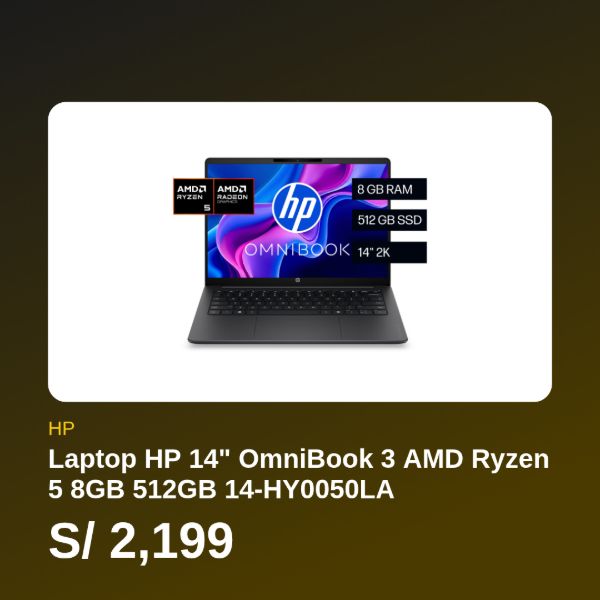 AMD RYZEN 5
AMD RADEON GRAPHICS
8 GB RAM
hp
512 GB SSD
OMNIBOOK
14" 2K
HP
Laptop HP 14" OmniBook 3 AMD Ryzen
5 8GB 512GB 14-HY0050LA
S/ 2,199